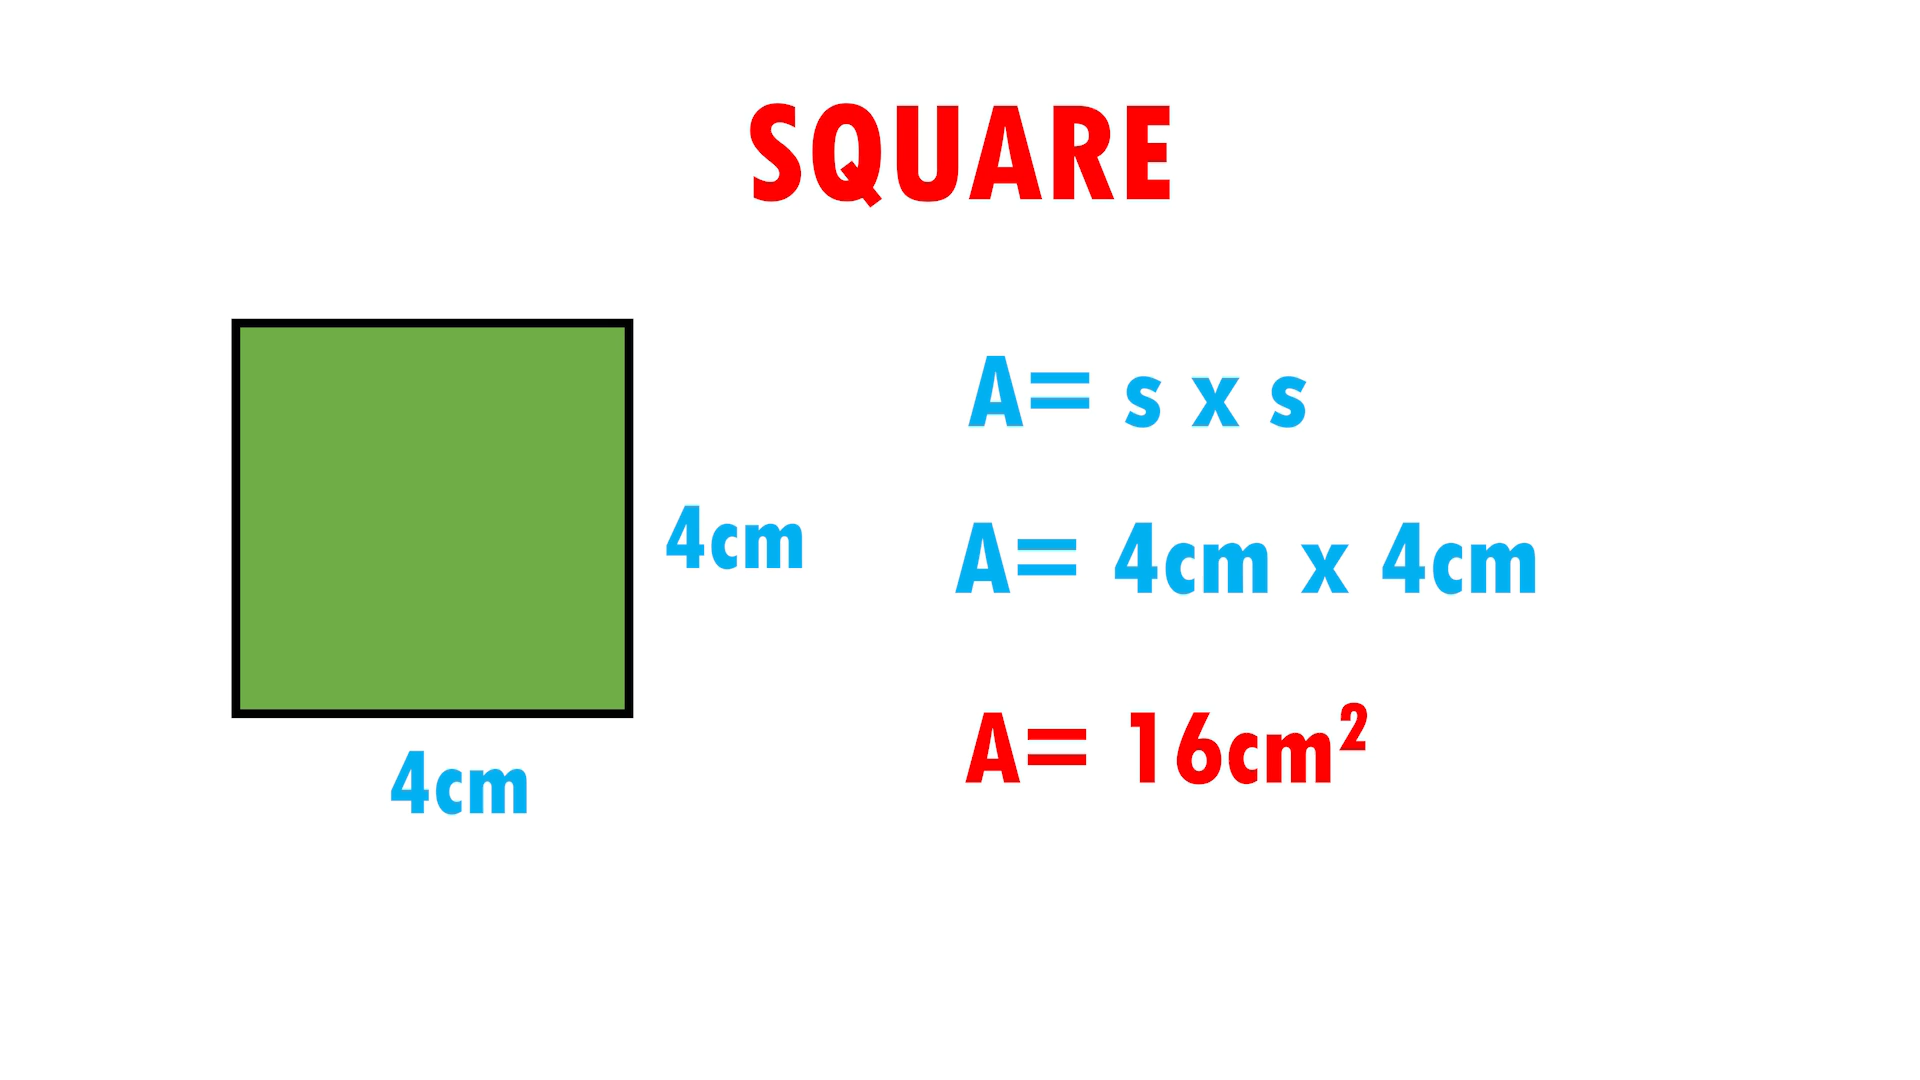 SQUARE
4cm
4cm
A= s x s
A= 4cm x 4cm
A= 16cm²